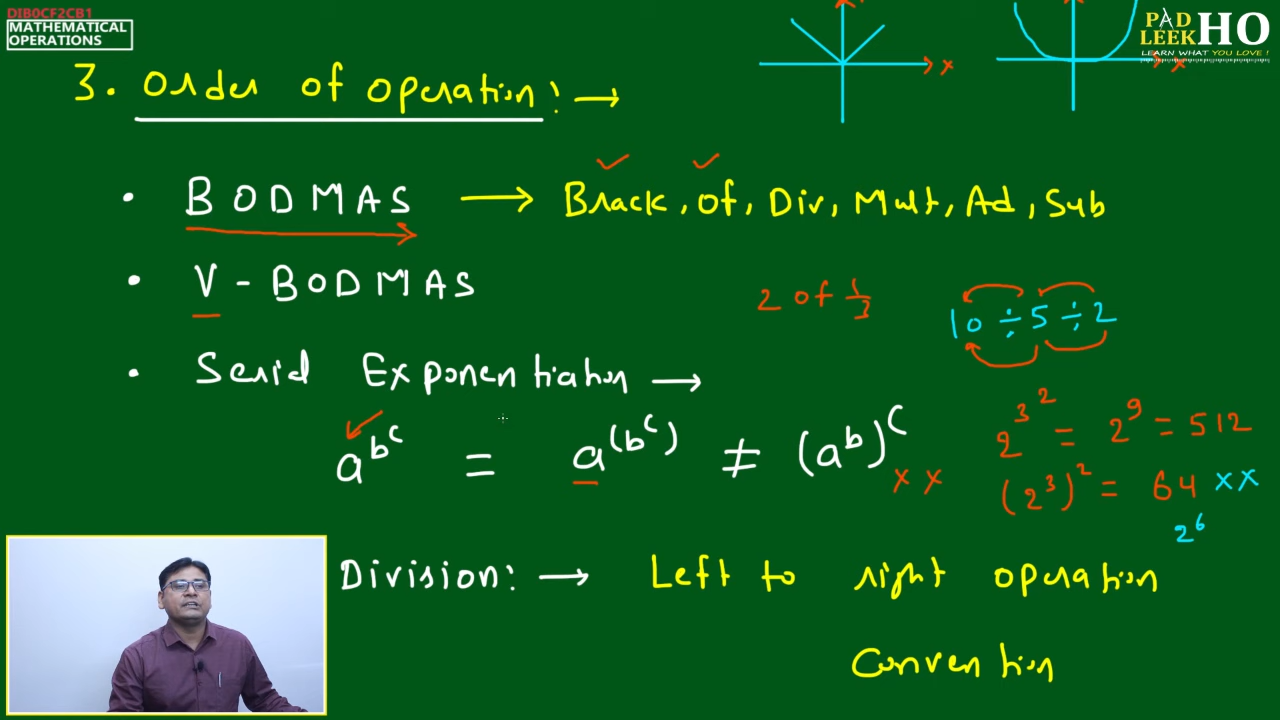 DIB0CF2CB1
MATHEMATICAL
OPERATIONS
PAD
LEEKHO
LEARN WHAT YOU LOVE !
x
x
3. Order of operation :→
• BODMAS → Brack, of, Div, Mult, Ad, Sub
• V - BODMAS
2 of 1/3
10 ÷ 5 ÷ 2
• Serial Exponentiation →
a^b^c = a^(b^c) ≠ (a^b)^c
x x
2^3^2 = 2^9 = 512
(2^3)^2 = 64 xx
2^6
Division :→ Left to right operation
Convention